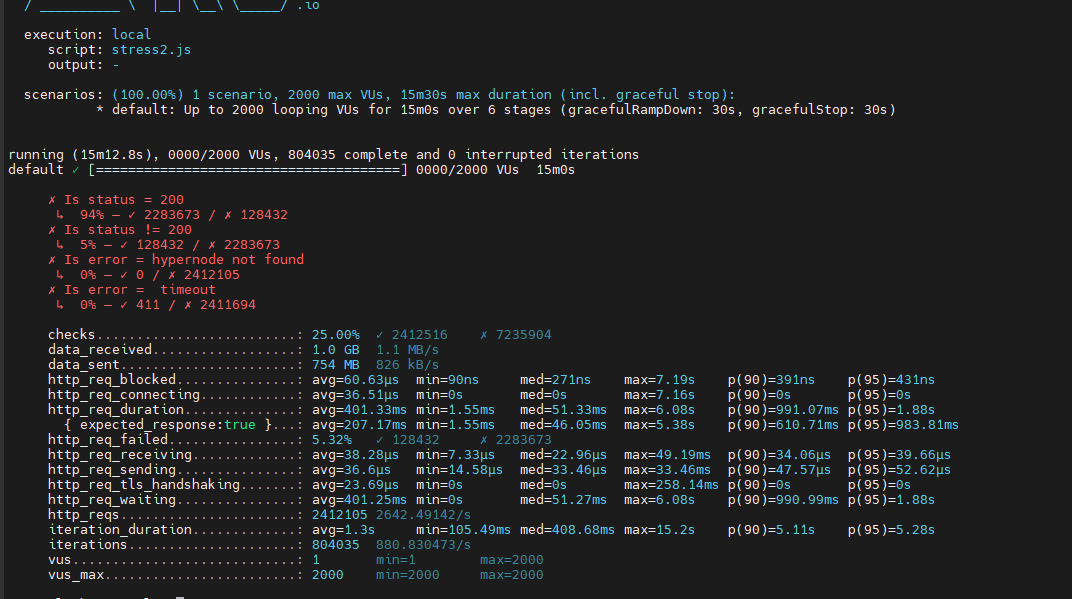 / __________ \  |__| \__\ \_____/ .io
execution: local
script: stress2.js
output: -
scenarios: (100.00%) 1 scenario, 2000 max VUs, 15m30s max duration (incl. graceful stop):
* default: Up to 2000 looping VUs for 15m0s over 6 stages (gracefulRampDown: 30s, gracefulStop: 30s)
running (15m12.8s), 0000/2000 VUs, 804035 complete and 0 interrupted iterations
default ✓ [======================================] 0000/2000 VUs  15m0s
✗ Is status = 200
↳  94% — ✓ 2283673 / ✗ 128432
✗ Is status != 200
↳  5% — ✓ 128432 / ✗ 2283673
✗ Is error = hypernode not found
↳  0% — ✓ 0 / ✗ 2412105
✗ Is error =  timeout
↳  0% — ✓ 411 / ✗ 2411694
checks.........................: 25.00%  ✓ 2412516    ✗ 7235904
data_received..................: 1.0 GB  1.1 MB/s
data_sent......................: 754 MB  826 kB/s
http_req_blocked...............: avg=60.63µs  min=90ns     med=271ns    max=7.19s    p(90)=391ns    p(95)=431ns
http_req_connecting............: avg=36.51µs  min=0s       med=0s       max=7.16s    p(90)=0s       p(95)=0s
http_req_duration..............: avg=401.33ms min=1.55ms   med=51.33ms  max=6.08s    p(90)=991.07ms p(95)=1.88s
{ expected_response:true }...: avg=207.17ms min=1.55ms   med=46.05ms  max=5.38s    p(90)=610.71ms p(95)=983.81ms
http_req_failed................: 5.32%   ✓ 128432     ✗ 2283673
http_req_receiving.............: avg=38.28µs  min=7.33µs   med=22.96µs  max=49.19ms  p(90)=34.06µs  p(95)=39.66µs
http_req_sending...............: avg=36.6µs   min=14.58µs  med=33.46µs  max=33.46ms  p(90)=47.57µs  p(95)=52.62µs
http_req_tls_handshaking.......: avg=23.69µs  min=0s       med=0s       max=258.14ms p(90)=0s       p(95)=0s
http_req_waiting...............: avg=401.25ms min=0s       med=51.27ms  max=6.08s    p(90)=990.99ms p(95)=1.88s
http_reqs......................: 2412105 2642.49142/s
iteration_duration.............: avg=1.3s     min=105.49ms med=408.68ms max=15.2s    p(90)=5.11s    p(95)=5.28s
iterations.....................: 804035  880.830473/s
vus............................: 1       min=1        max=2000
vus_max........................: 2000    min=2000     max=2000